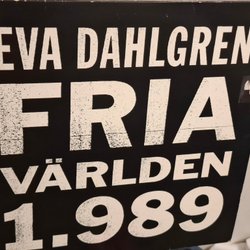 EVA DAHLGREN
FRIA
VÄRLDEN
1.989